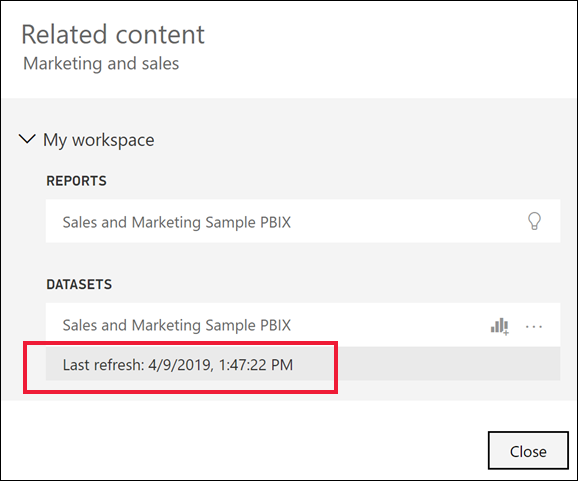 Related content
Marketing and sales
My workspace
REPORTS
Sales and Marketing Sample PBIX
DATASETS
Sales and Marketing Sample PBIX
Last refresh: 4/9/2019, 1:47:22 PM
Close